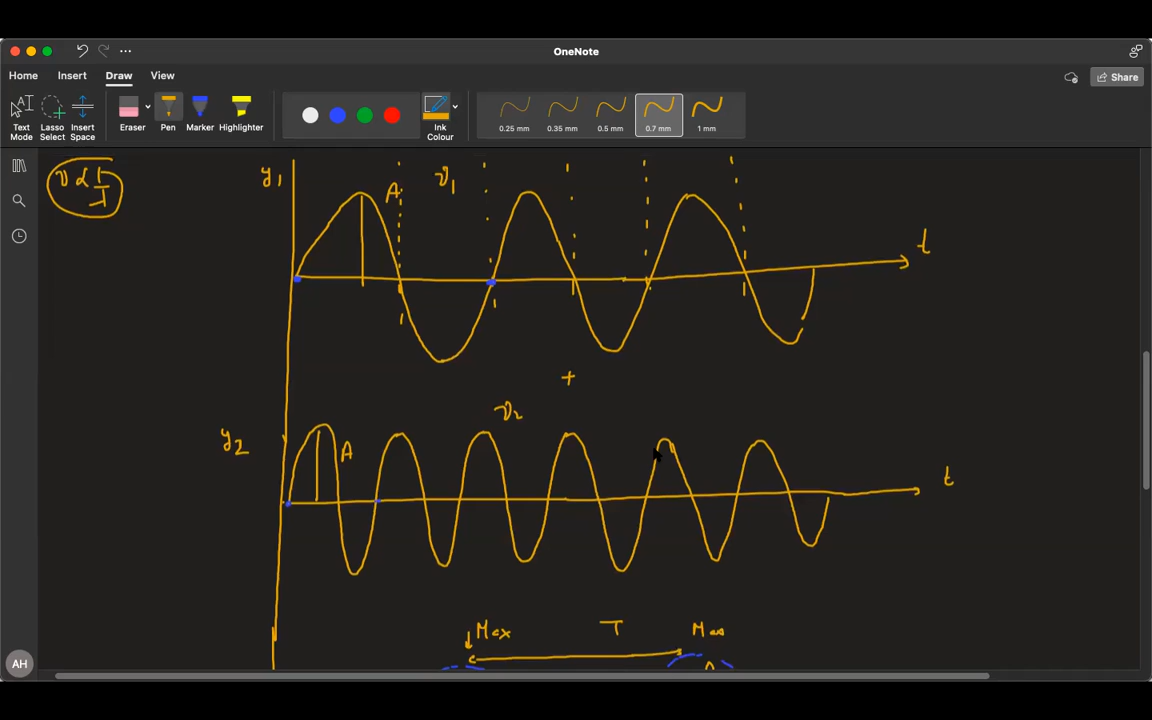 OneNote
Home Insert Draw View
Share
Text Mode
Lasso Select
Insert Space
Eraser
Pen
Marker
Highlighter
Ink Colour
0.25 mm
0.35 mm
0.5 mm
0.7 mm
1 mm
ν ∝ 1/T
y₁ A ν₁
t
+
ν₂
y₂ A
t
Max T Max
A
AH